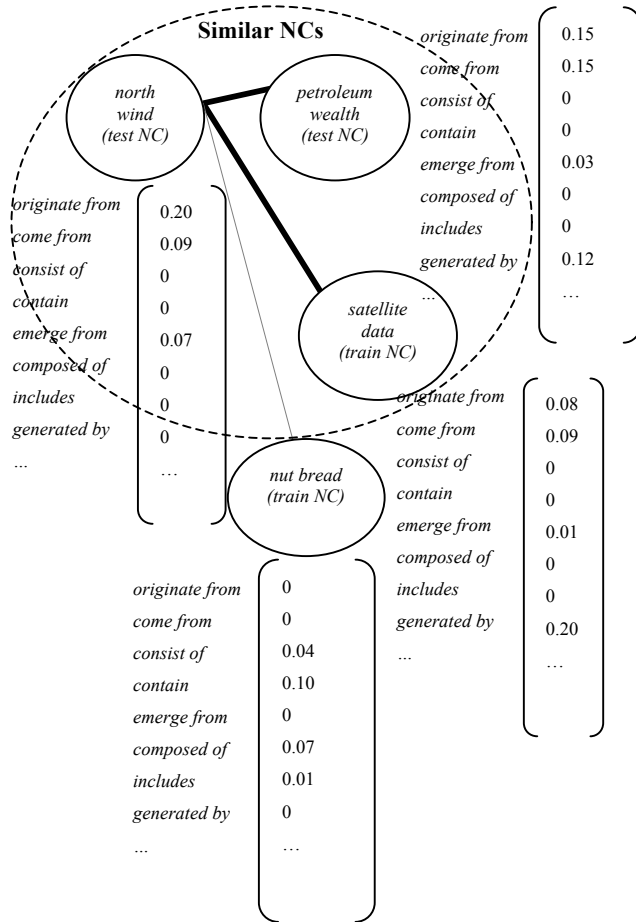 Similar NCs
north
wind
(test NC)
petroleum
wealth
(test NC)
originate from 0.15
come from 0.15
consist of 0
contain 0
emerge from 0.03
composed of 0
includes 0
generated by 0.12
… …
originate from 0.20
come from 0.09
consist of 0
contain 0
emerge from 0.07
composed of 0
includes 0
generated by 0
… …
satellite
data
(train NC)
originate from 0.08
come from 0.09
consist of 0
contain 0
emerge from 0.01
composed of 0
includes 0
generated by 0.20
… …
nut bread
(train NC)
originate from 0
come from 0
consist of 0.04
contain 0.10
emerge from 0
composed of 0.07
includes 0.01
generated by 0
… …